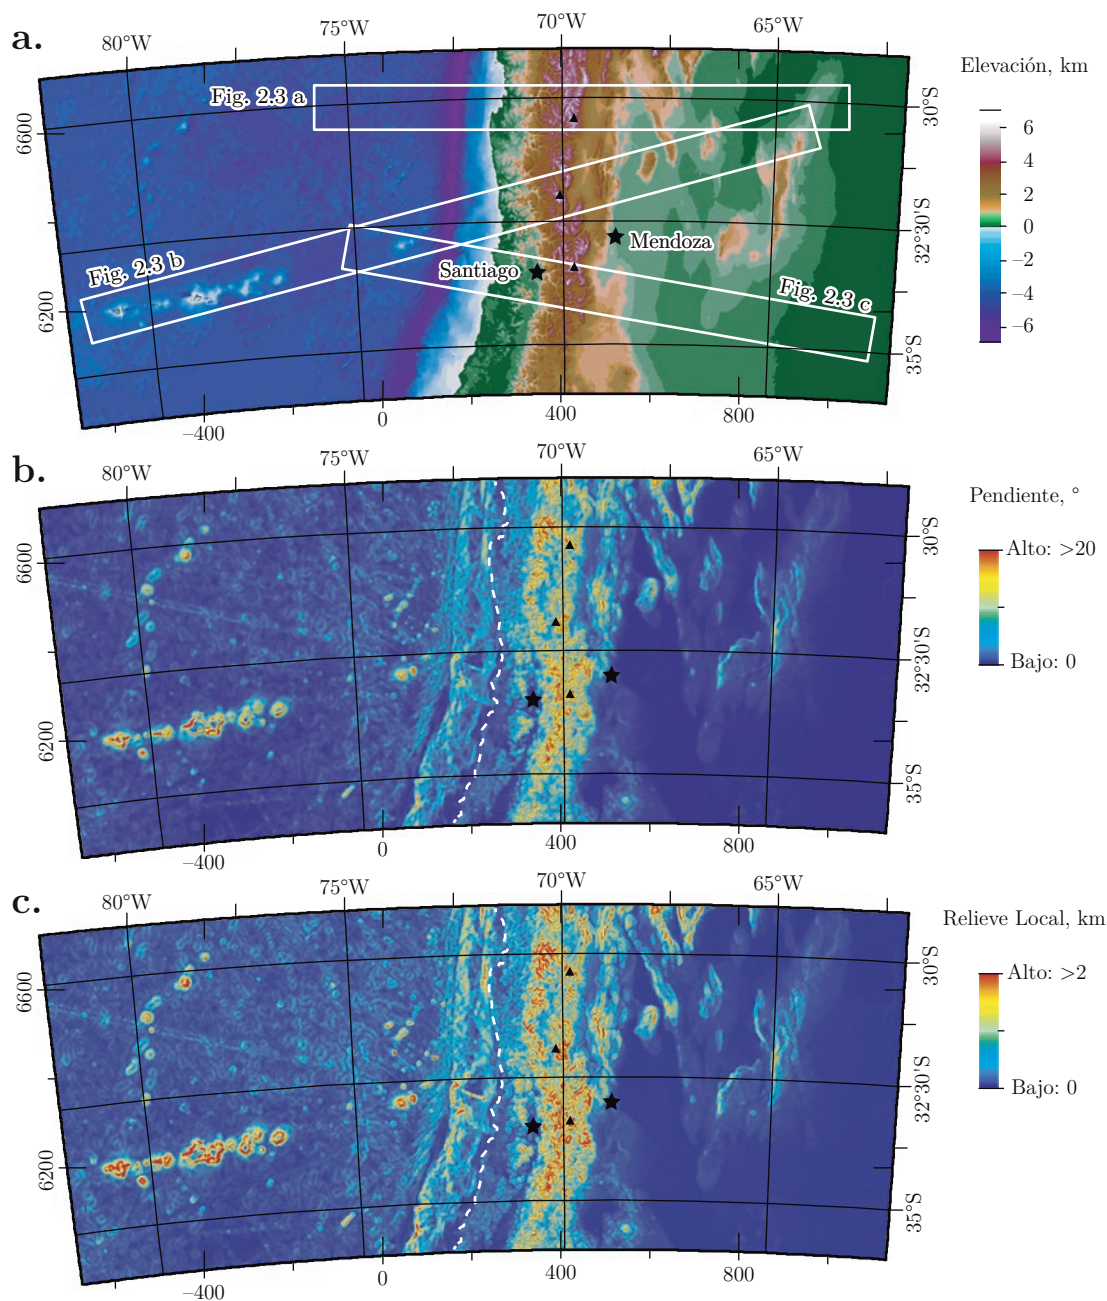 a.
80°W
75°W
70°W
65°W
Elevación, km
Fig. 2.3 a
30°S
6600
6
4
2
0
−2
−4
−6
32°30'S
Mendoza
Santiago
Fig. 2.3 b
Fig. 2.3 c
6200
35°S
−400
0
400
800
b.
80°W
75°W
70°W
65°W
Pendiente, °
30°S
Alto: >20
6600
Bajo: 0
32°30'S
6200
35°S
−400
0
400
800
c.
80°W
75°W
70°W
65°W
Relieve Local, km
30°S
Alto: >2
6600
Bajo: 0
32°30'S
6200
35°S
−400
0
400
800